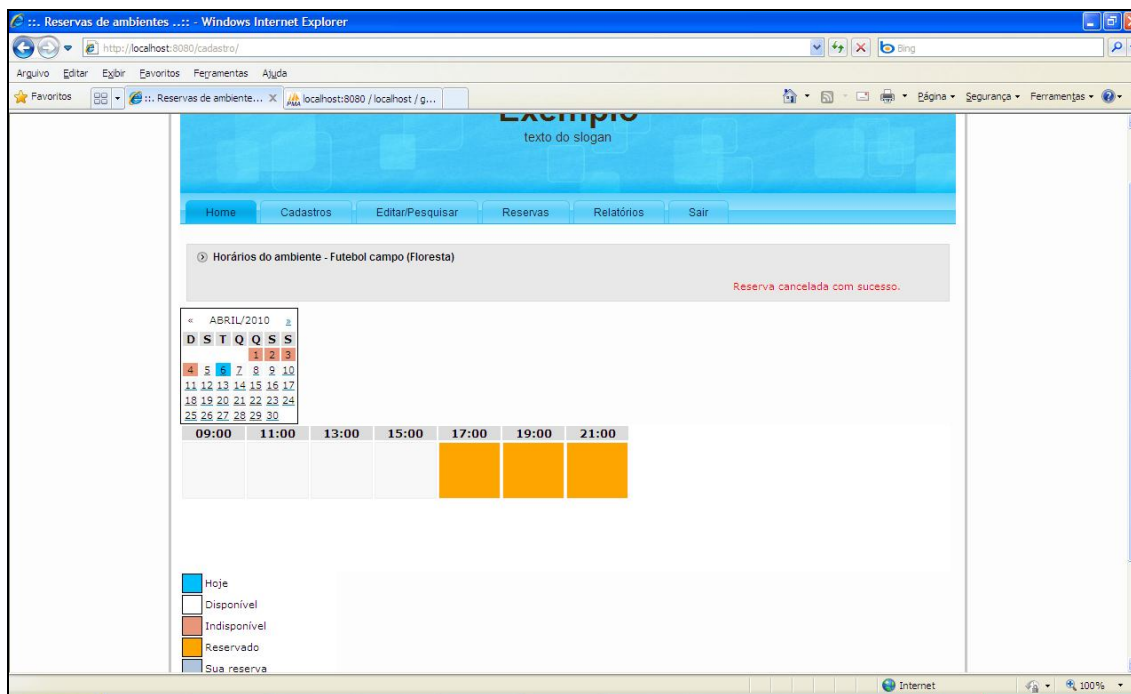 ::. Reservas de ambientes ..:: - Windows Internet Explorer
http://localhost:8080/cadastro/
Bing
Arquivo Editar Exibir Favoritos Ferramentas Ajuda
Favoritos ::. Reservas de ambiente... X localhost:8080 / localhost / g... Página Segurança Ferramentas
Exemplo
texto do slogan
Home Cadastros Editar/Pesquisar Reservas Relatórios Sair
Horários do ambiente - Futebol campo (Floresta)
Reserva cancelada com sucesso.
« ABRIL/2010 »
D S T Q Q S S
1 2 3
4 5 6 7 8 9 10
11 12 13 14 15 16 17
18 19 20 21 22 23 24
25 26 27 28 29 30
09:00 11:00 13:00 15:00 17:00 19:00 21:00
Hoje
Disponível
Indisponível
Reservado
Sua reserva
Internet 100%